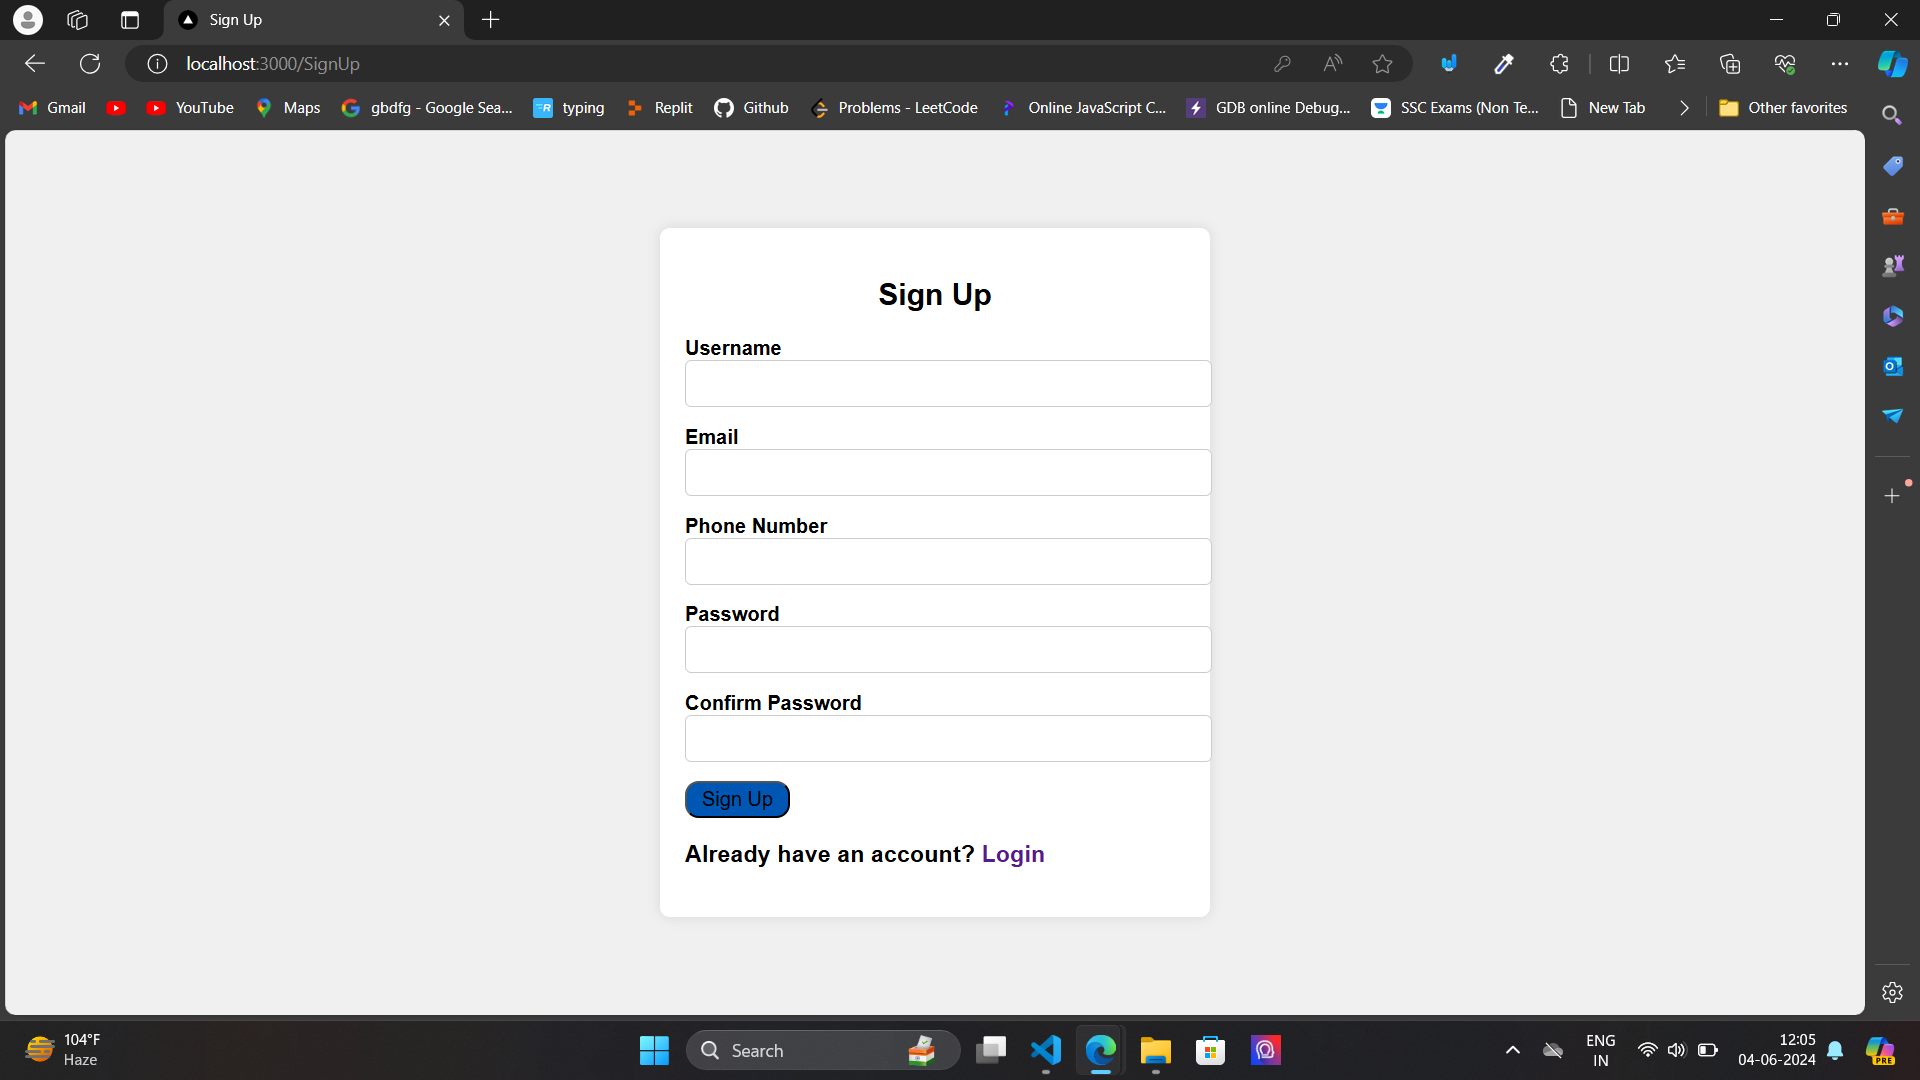 Sign Up
localhost:3000/SignUp
Gmail
YouTube
Maps
gbdfg - Google Sea...
typing
Replit
Github
Problems - LeetCode
Online JavaScript C...
GDB online Debug...
SSC Exams (Non Te...
New Tab
Other favorites
Sign Up
Username
Email
Phone Number
Password
Confirm Password
Sign Up
Already have an account? Login
104°F
Haze
Search
ENG
IN
12:05
04-06-2024
PRE